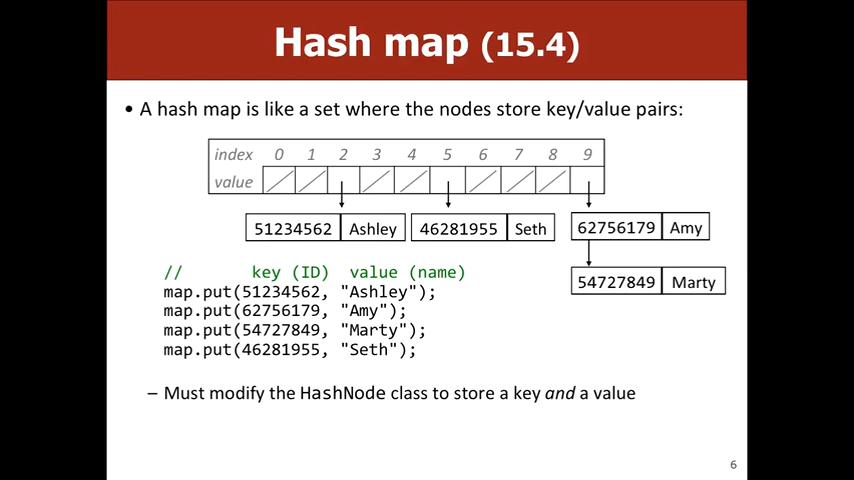 Hash map (15.4)
• A hash map is like a set where the nodes store key/value pairs:
index 0 1 2 3 4 5 6 7 8 9
value
51234562 Ashley 46281955 Seth 62756179 Amy
54727849 Marty
// key (ID) value (name)
map.put(51234562, "Ashley");
map.put(62756179, "Amy");
map.put(54727849, "Marty");
map.put(46281955, "Seth");
– Must modify the HashNode class to store a key and a value
6